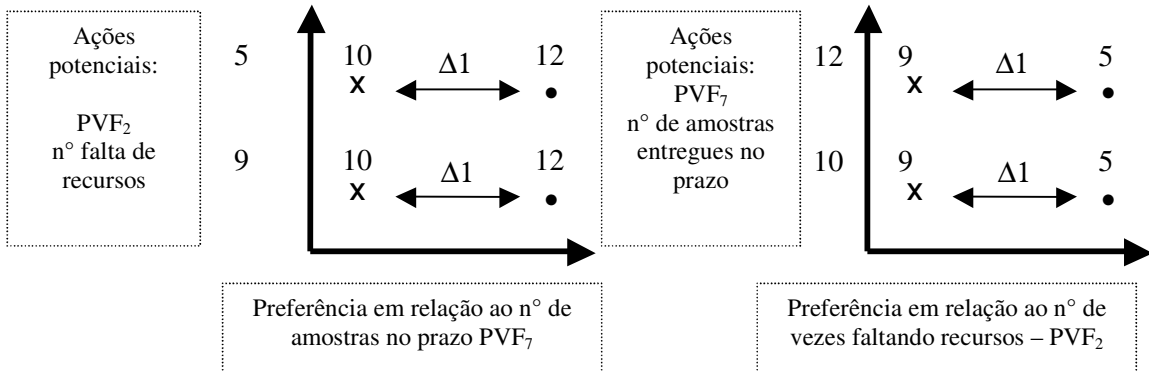 Ações
potenciais:
PVF₂
n° falta de
recursos
5
10
Δ1
12
x
•
9
10
Δ1
12
x
•
Preferência em relação ao n° de
amostras no prazo PVF₇
Ações
potenciais:
PVF₇
n° de amostras
entregues no
prazo
12
9
Δ1
5
x
•
10
9
Δ1
5
x
•
Preferência em relação ao n° de
vezes faltando recursos – PVF₂